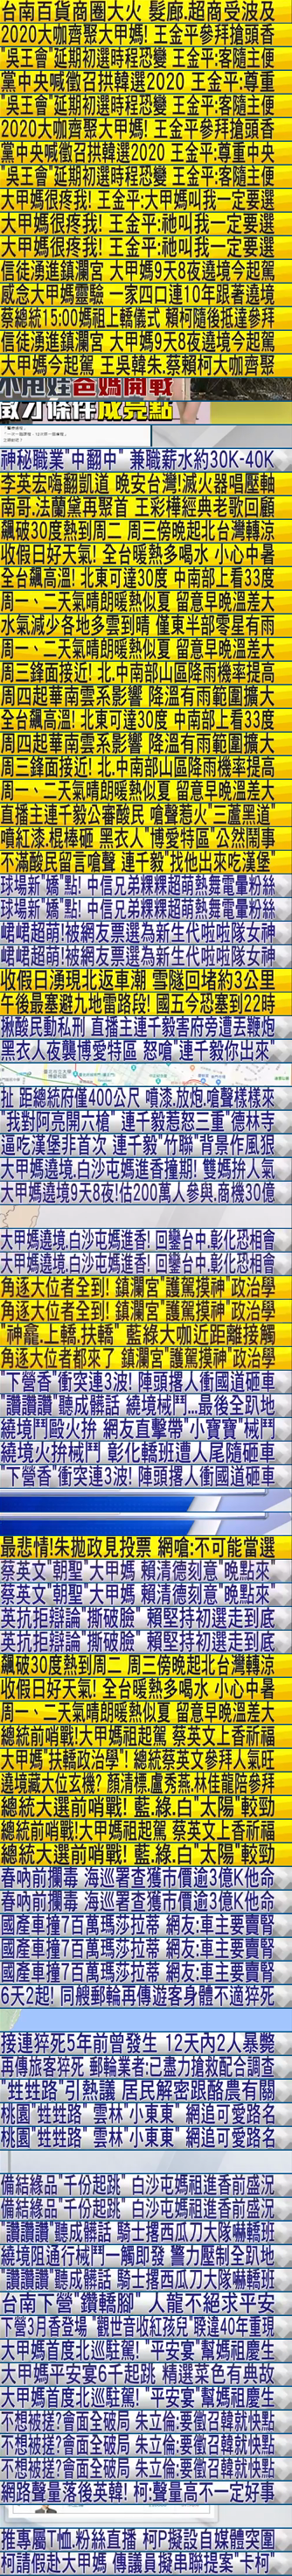 台南百貨商圈大火 髮廊.超商受波及
2020大咖齊聚大甲媽! 王金平參拜搶頭香
"吳王會"延期初選時程恐變 王金平:客隨主便
黨中央喊徵召拱韓選2020 王金平:尊重
"吳王會"延期初選時程恐變 王金平:客隨主便
2020大咖齊聚大甲媽! 王金平參拜搶頭香
黨中央喊徵召拱韓選2020 王金平:尊重中央
"吳王會"延期初選時程恐變 王金平:客隨主便
大甲媽很疼我! 王金平:大甲媽叫我一定要選
大甲媽很疼我! 王金平:祂叫我一定要選
大甲媽很疼我! 王金平:祂叫我一定要選
信徒湧進鎮瀾宮 大甲媽9天8夜遶境今起駕
感念大甲媽靈驗 一家四口連10年跟著遶境
蔡總統15:00媽祖上轎儀式 賴柯隨後抵達參拜
信徒湧進鎮瀾宮 大甲媽9天8夜遶境今起駕
大甲媽今起駕 王吳韓朱.蔡賴柯大咖齊聚
不甩娃爸媽開戰
徵才條件成亮點
神秘職業"中翻中" 兼職薪水約30K-40K
李英宏嗨翻凱道 晚安台灣!滅火器唱壓軸
南哥.法蘭黛再聚首 王彩樺經典老歌回顧
飆破30度熱到周二 周三傍晚起北台灣轉涼
收假日好天氣! 全台暖熱多喝水 小心中暑
全台飆高溫! 北東可達30度 中南部上看33度
周一、二天氣晴朗暖熱似夏 留意早晚溫差大
水氣減少各地多雲到晴 僅東半部零星有雨
周一、二天氣晴朗暖熱似夏 留意早晚溫差大
周三鋒面接近! 北.中南部山區降雨機率提高
周四起華南雲系影響 降溫有雨範圍擴大
全台飆高溫! 北東可達30度 中南部上看33度
周四起華南雲系影響 降溫有雨範圍擴大
周三鋒面接近! 北.中南部山區降雨機率提高
周一、二天氣晴朗暖熱似夏 留意早晚溫差大
直播主連千毅公審酸民 嗆聲惹火"三蘆黑道"
噴紅漆.棍棒砸 黑衣人"博愛特區"公然鬧事
不滿酸民留言嗆聲 連千毅"找他出來吃漢堡"
球場新"嬌"點! 中信兄弟粿粿超萌熱舞電暈粉絲
球場新"嬌"點! 中信兄弟粿粿超萌熱舞電暈粉絲
峮峮超萌!被網友票選為新生代啦啦隊女神
峮峮超萌!被網友票選為新生代啦啦隊女神
收假日湧現北返車潮 雪隧回堵約3公里
午後最塞避九地雷路段! 國五今恐塞到22時
揪酸民動私刑 直播主連千毅害府旁遭丟鞭炮
黑衣人夜襲博愛特區 怒嗆"連千毅你出來"
扯 距總統府僅400公尺 噴漆.放炮.嗆聲樣樣來
"我對阿亮開六槍" 連千毅惹怒三重"德林寺"
逼吃漢堡非首次 連千毅"竹聯"背景作風狠
大甲媽遶境.白沙屯媽進香撞期! 雙媽拚人氣
大甲媽遶境9天8夜!估200萬人參與.商機30億
大甲媽遶境.白沙屯媽進香! 回鑾台中.彰化恐相會
大甲媽遶境.白沙屯媽進香! 回鑾台中.彰化恐相會
角逐大位者全到! 鎮瀾宮"護駕摸神"政治學
角逐大位者全到! 鎮瀾宮"護駕摸神"政治學
"神龕.上轎.扶轎" 藍綠大咖近距離接觸
角逐大位者都來了 鎮瀾宮"護駕摸神"政治學
"下營香"衝突連3波! 陣頭撂人衝國道砸車
"讚讚讚"聽成髒話 繞境械鬥...最後全趴地
繞境鬥毆火拚 網友直擊帶"小寶寶"械鬥
繞境火拚械鬥 彰化轎班遭人尾隨砸車
"下營香"衝突連3波! 陣頭撂人衝國道砸車
最悲情!朱拋政見投票 網嗆:不可能當選
蔡英文"朝聖"大甲媽 賴清德刻意"晚點來"
蔡英文"朝聖"大甲媽 賴清德刻意"晚點來"
英抗拒辯論"撕破臉" 賴堅持初選走到底
英抗拒辯論"撕破臉" 賴堅持初選走到底
飆破30度熱到周二 周三傍晚起北台灣轉涼
收假日好天氣! 全台暖熱多喝水 小心中暑
周一、二天氣晴朗暖熱似夏 留意早晚溫差大
總統前哨戰!大甲媽祖起駕 蔡英文上香祈福
大甲媽"扶轎政治學"! 總統蔡英文參拜人氣旺
遶境藏大位玄機? 顏清標.盧秀燕.林佳龍陪參拜
總統大選前哨戰! 藍.綠.白"太陽"較勁
總統前哨戰!大甲媽祖起駕 蔡英文上香祈福
總統大選前哨戰! 藍.綠.白"太陽"較勁
春吶前攔毒 海巡署查獲市價逾3億K他命
春吶前攔毒 海巡署查獲市價逾3億K他命
國產車撞7百萬瑪莎拉蒂 網友:車主要賣腎
國產車撞7百萬瑪莎拉蒂 網友:車主要賣腎
國產車撞7百萬瑪莎拉蒂 網友:車主要賣腎
6天2起! 同艘郵輪再傳遊客身體不適猝死
接連猝死5年前曾發生 12天內2人暴斃
再傳旅客猝死 郵輪業者:已盡力搶救配合調查
"甡甡路"引熱議 居民解密跟酪農有關
桃園"甡甡路" 雲林"小東東" 網追可愛路名
桃園"甡甡路" 雲林"小東東" 網追可愛路名
備結緣品"千份起跳" 白沙屯媽祖進香前盛況
備結緣品"千份起跳" 白沙屯媽祖進香前盛況
"讚讚讚"聽成髒話 騎士撂西瓜刀大隊嚇轎班
繞境阻通行械鬥一觸即發 警力壓制全趴地
"讚讚讚"聽成髒話 騎士撂西瓜刀大隊嚇轎班
台南下營"鑽轎腳" 人龍不絕求平安
下營3月香登場 "觀世音收紅孩兒"睽違40年重現
大甲媽首度北巡駐駕! "平安宴"幫媽祖慶生
大甲媽平安宴6千起跳 精選菜色有典故
大甲媽首度北巡駐駕! "平安宴"幫媽祖慶生
不想被搓?會面全破局 朱立倫:要徵召韓就快點
不想被搓?會面全破局 朱立倫:要徵召韓就快點
不想被搓?會面全破局 朱立倫:要徵召韓就快點
網路聲量落後英韓! 柯:聲量高不一定好事
推專屬T恤.粉絲直播 柯P擬設自媒體突圍
柯請假赴大甲媽 傳議員擬串聯提案"卡柯"